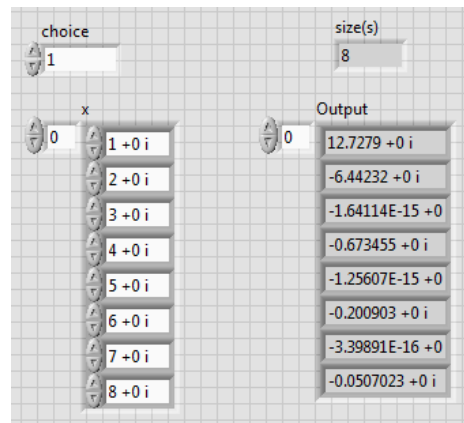 choice
size(s)
1
8
x
Output
0
0
1 +0 i
12.7279 +0 i
2 +0 i
-6.44232 +0 i
3 +0 i
-1.64114E-15 +0
4 +0 i
-0.673455 +0 i
5 +0 i
-1.25607E-15 +0
6 +0 i
-0.200903 +0 i
7 +0 i
-3.39891E-16 +0
8 +0 i
-0.0507023 +0 i